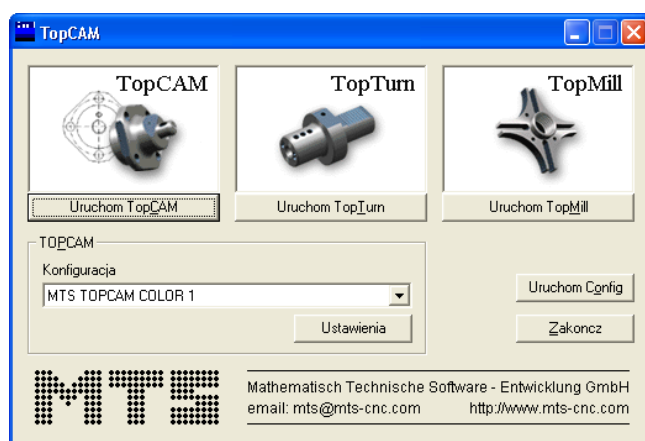 TopCAM
TopCAM
TopTurn
TopMill
Uruchom TopCAM
Uruchom TopTurn
Uruchom TopMill
TOPCAM
Konfiguracja
MTS TOPCAM COLOR 1
Uruchom Config
Ustawienia
Zakoncz
MTS
Mathematisch Technische Software - Entwicklung GmbH
email: mts@mts-cnc.com http://www.mts-cnc.com